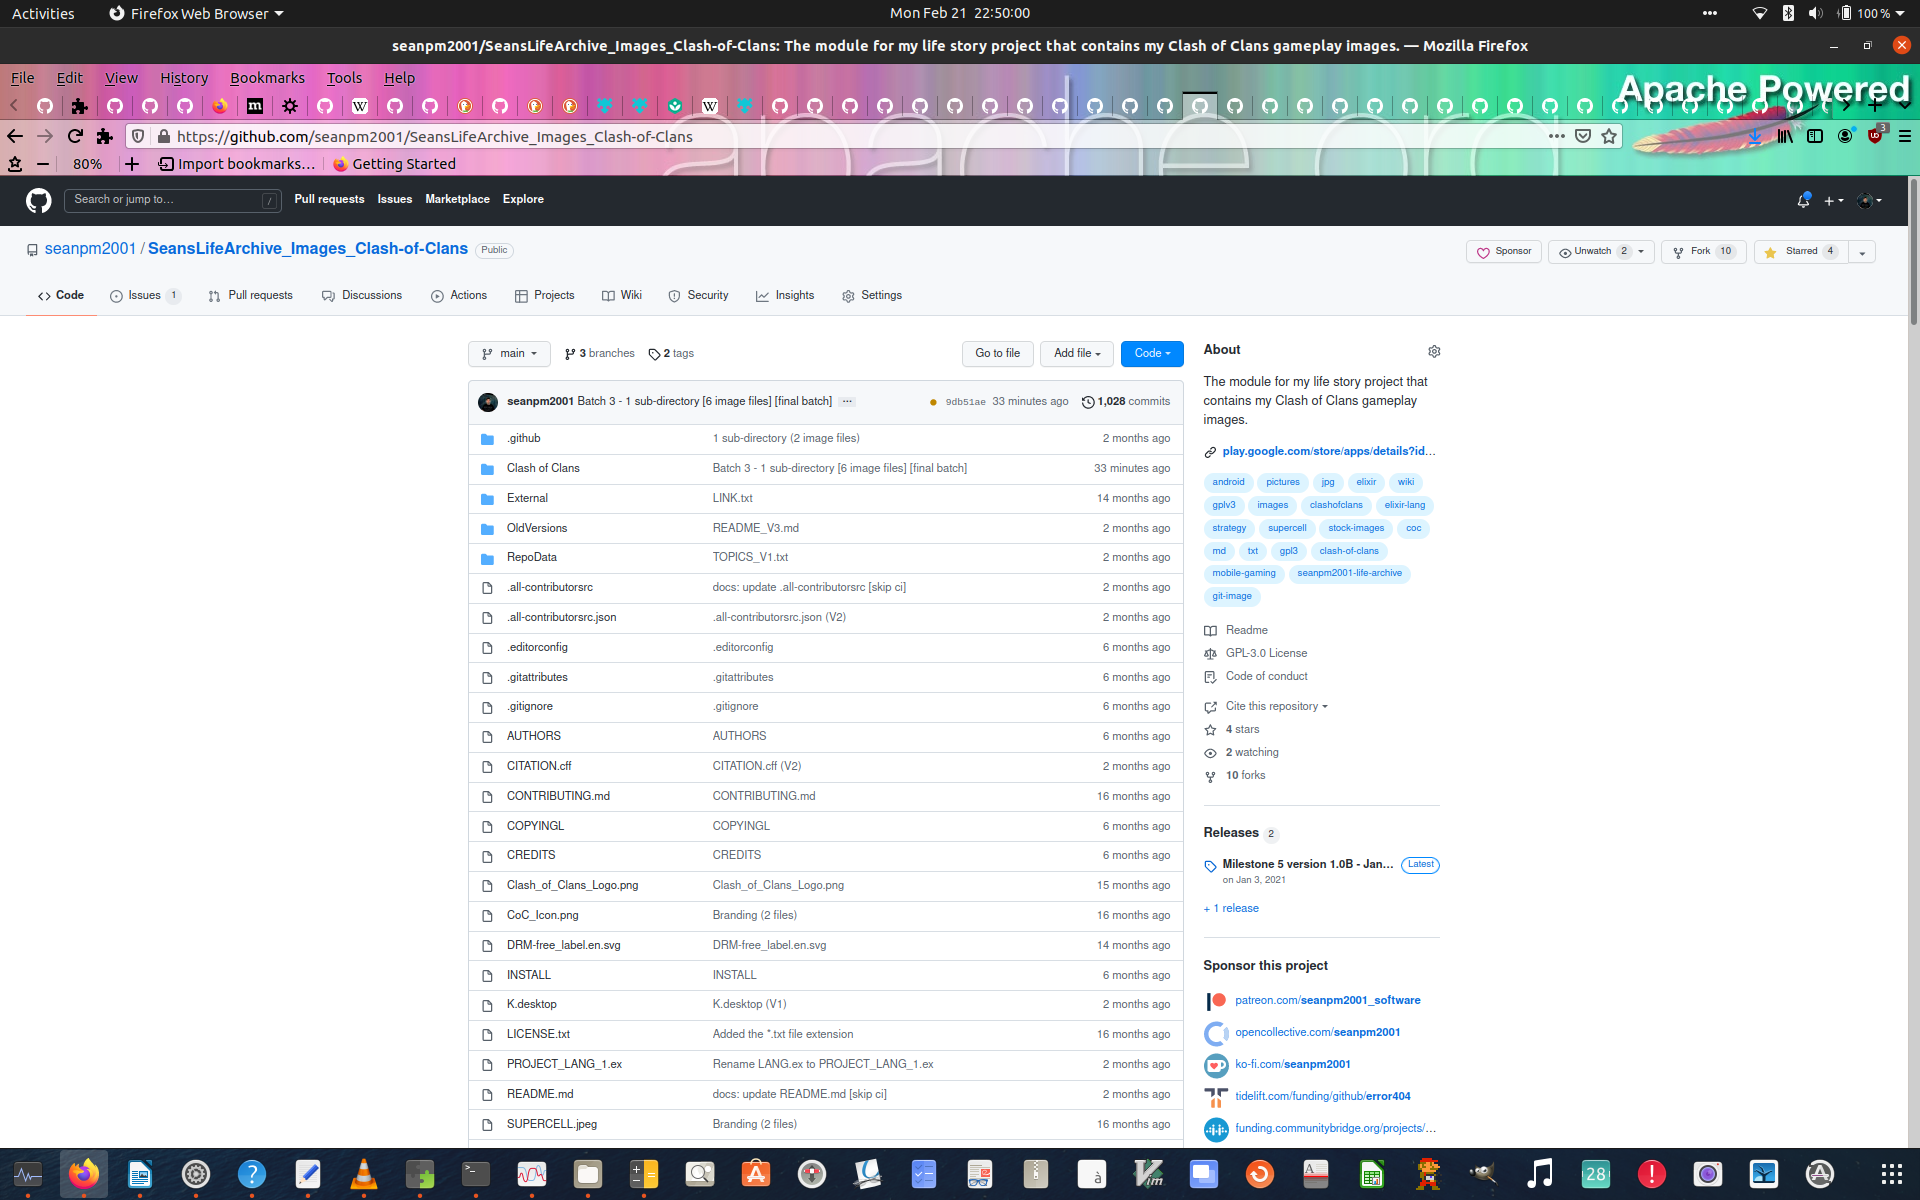 Activities Firefox Web Browser Mon Feb 21 22:50:00 100 %
seanpm2001/SeansLifeArchive_Images_Clash-of-Clans: The module for my life story project that contains my Clash of Clans gameplay images. — Mozilla Firefox
File Edit View History Bookmarks Tools Help
Apache Powered
https://github.com/seanpm2001/SeansLifeArchive_Images_Clash-of-Clans 3
80% Import bookmarks… Getting Started
Search or jump to… / Pull requests Issues Marketplace Explore
seanpm2001 / SeansLifeArchive_Images_Clash-of-Clans Public
Sponsor Unwatch 2 Fork 10 Starred 4
Code Issues 1 Pull requests Discussions Actions Projects Wiki Security Insights Settings
main 3 branches 2 tags Go to file Add file Code
seanpm2001 Batch 3 - 1 sub-directory [6 image files] [final batch] ··· 9db51ae 33 minutes ago 1,028 commits
.github 1 sub-directory (2 image files) 2 months ago
Clash of Clans Batch 3 - 1 sub-directory [6 image files] [final batch] 33 minutes ago
External LINK.txt 14 months ago
OldVersions README_V3.md 2 months ago
RepoData TOPICS_V1.txt 2 months ago
.all-contributorsrc docs: update .all-contributorsrc [skip ci] 2 months ago
.all-contributorsrc.json .all-contributorsrc.json (V2) 2 months ago
.editorconfig .editorconfig 6 months ago
.gitattributes .gitattributes 6 months ago
.gitignore .gitignore 6 months ago
AUTHORS AUTHORS 6 months ago
CITATION.cff CITATION.cff (V2) 2 months ago
CONTRIBUTING.md CONTRIBUTING.md 16 months ago
COPYINGL COPYINGL 6 months ago
CREDITS CREDITS 6 months ago
Clash_of_Clans_Logo.png Clash_of_Clans_Logo.png 15 months ago
CoC_Icon.png Branding (2 files) 16 months ago
DRM-free_label.en.svg DRM-free_label.en.svg 14 months ago
INSTALL INSTALL 6 months ago
K.desktop K.desktop (V1) 2 months ago
LICENSE.txt Added the *.txt file extension 16 months ago
PROJECT_LANG_1.ex Rename LANG.ex to PROJECT_LANG_1.ex 2 months ago
README.md docs: update README.md [skip ci] 2 months ago
SUPERCELL.jpeg Branding (2 files) 16 months ago
About
The module for my life story project that
contains my Clash of Clans gameplay
images.
play.google.com/store/apps/details?id…
android pictures jpg elixir wiki
gplv3 images clashofclans elixir-lang
strategy supercell stock-images coc
md txt gpl3 clash-of-clans
mobile-gaming seanpm2001-life-archive
git-image
Readme
GPL-3.0 License
Code of conduct
Cite this repository
4 stars
2 watching
10 forks
Releases 2
Milestone 5 version 1.0B - Jan… Latest
on Jan 3, 2021
+ 1 release
Sponsor this project
patreon.com/seanpm2001_software
opencollective.com/seanpm2001
ko-fi.com/seanpm2001
tidelift.com/funding/github/error404
funding.communitybridge.org/projects/…
28